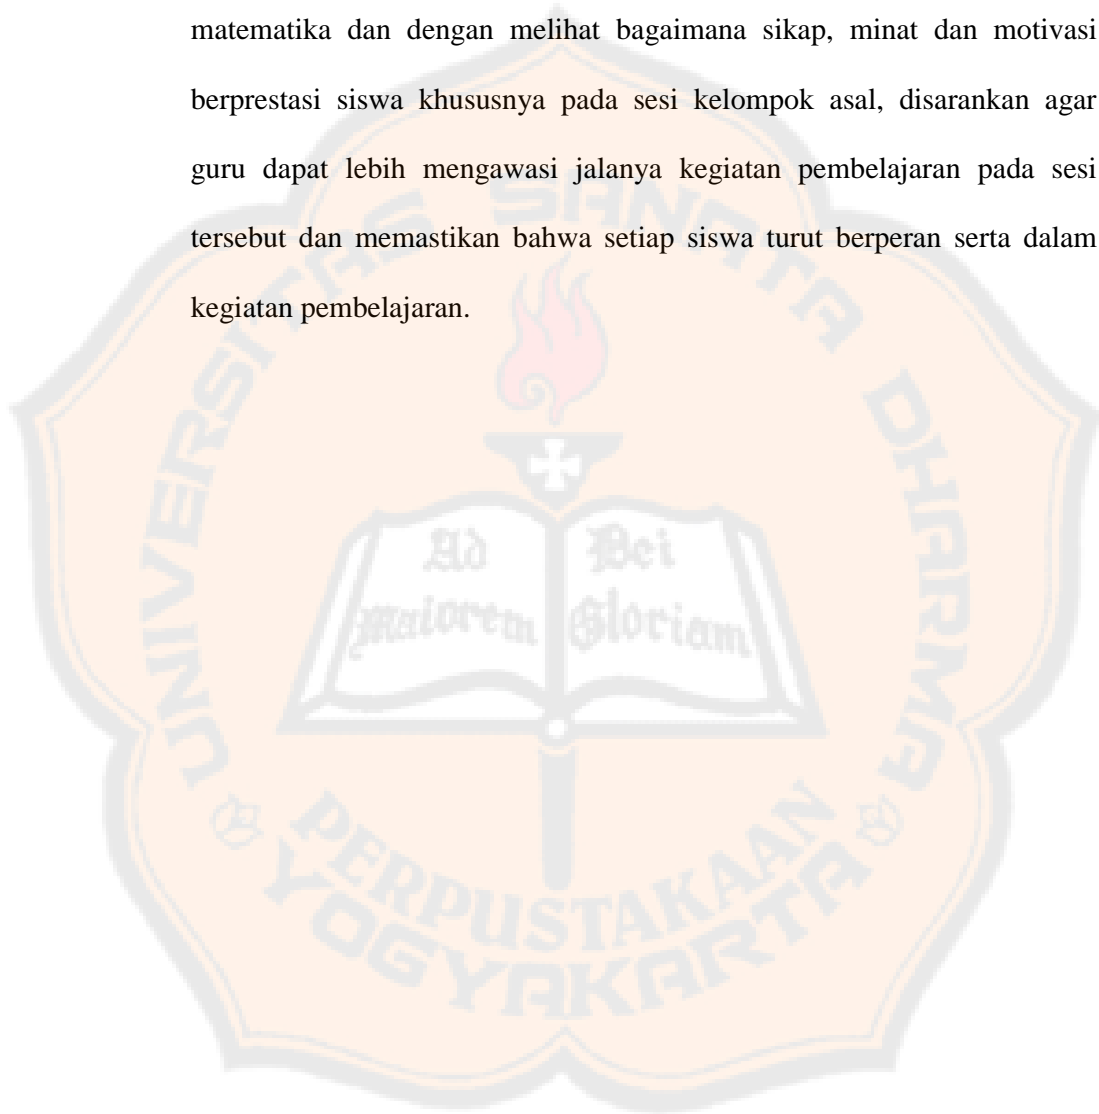 matematika dan dengan melihat bagaimana sikap, minat dan motivasi
berprestasi siswa khususnya pada sesi kelompok asal, disarankan agar
guru dapat lebih mengawasi jalanya kegiatan pembelajaran pada sesi
tersebut dan memastikan bahwa setiap siswa turut berperan serta dalam
kegiatan pembelajaran.
UNIVERSITAS SANATA DHARMA
Ad Dei
maiorem Gloriam
PERPUSTAKAAN
YOGYAKARTA